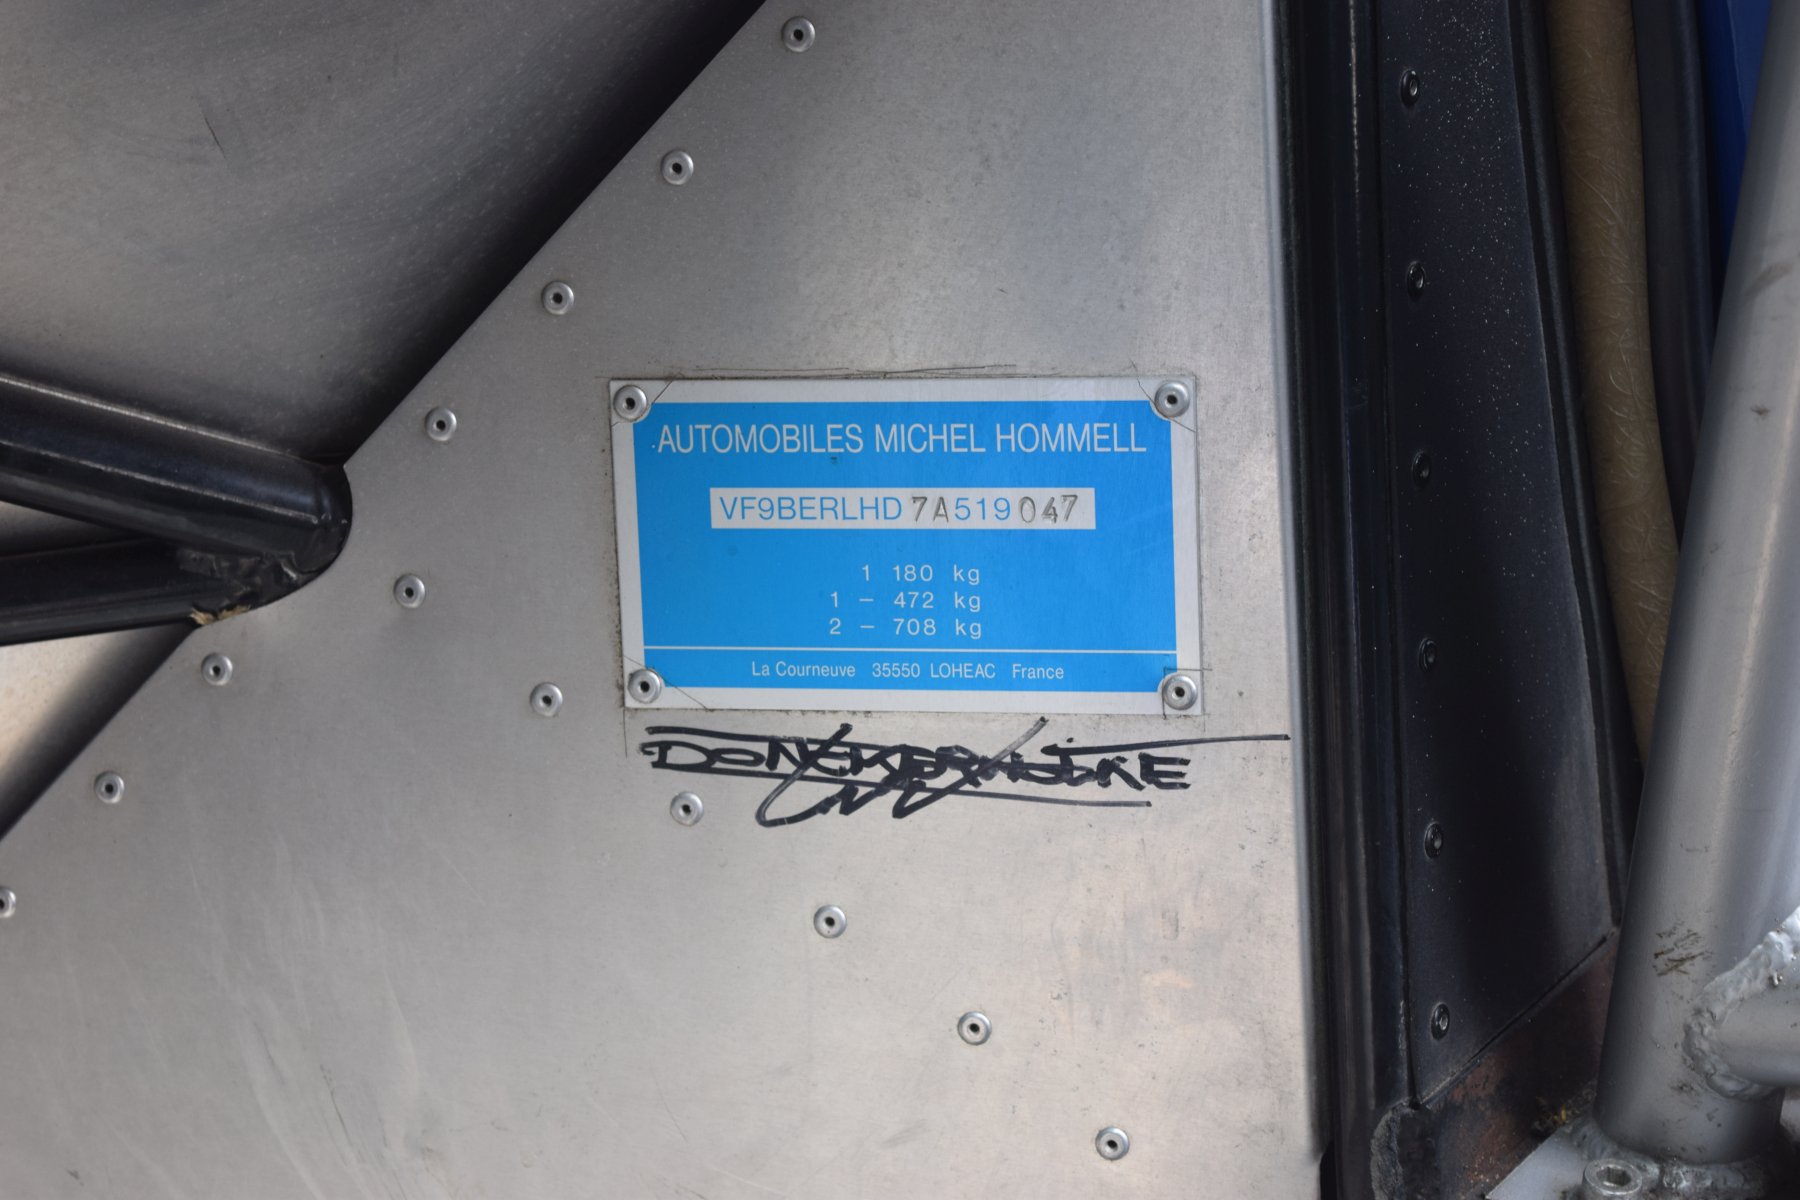 AUTOMOBILES MICHEL HOMMELL
VF9BERLHD 7A519 047
1 180 kg
1 – 472 kg
2 – 708 kg
La Courneuve 35550 LOHEAC France